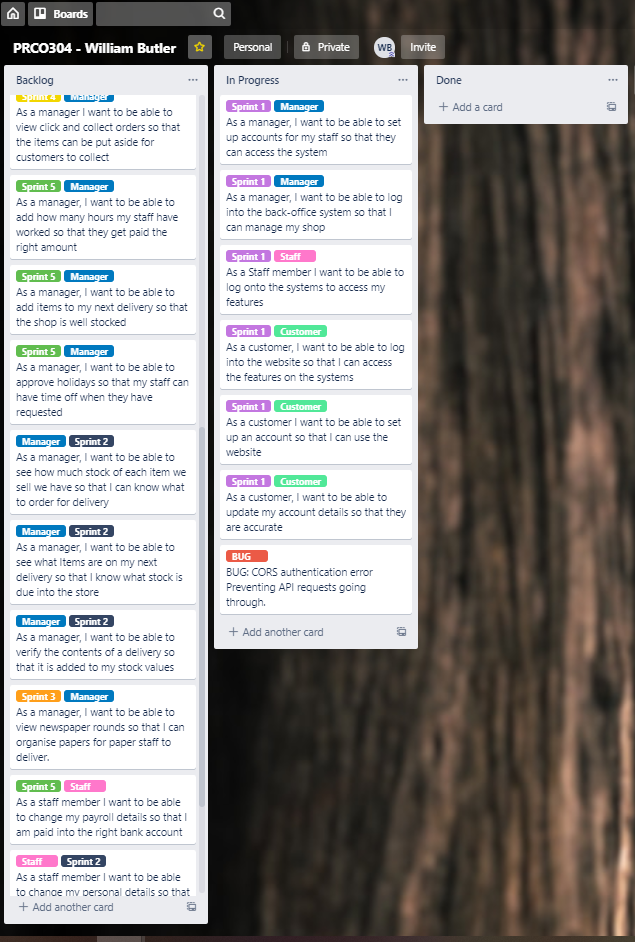 Boards
PRCO304 - William Butler
Personal
Private
WB
Invite
Backlog
Sprint 4 Manager
As a manager I want to be able to
view click and collect orders so that
the items can be put aside for
customers to collect
Sprint 5 Manager
As a manager, I want to be able to
add how many hours my staff have
worked so that they get paid the
right amount
Sprint 5 Manager
As a manager, I want to be able to
add items to my next delivery so that
the shop is well stocked
Sprint 5 Manager
As a manager, I want to be able to
approve holidays so that my staff can
have time off when they have
requested
Manager Sprint 2
As a manager, I want to be able to
see how much stock of each item we
sell we have so that I can know what
to order for delivery
Manager Sprint 2
As a manager, I want to be able to
see what Items are on my next
delivery so that I know what stock is
due into the store
Manager Sprint 2
As a manager, I want to be able to
verify the contents of a delivery so
that it is added to my stock values
Sprint 3 Manager
As a manager, I want to be able to
view newspaper rounds so that I can
organise papers for paper staff to
deliver.
Sprint 5 Staff
As a staff member I want to be able
to change my payroll details so that I
am paid into the right bank account
Staff Sprint 2
As a staff member I want to be able
to change my personal details so that
+ Add another card
In Progress
Sprint 1 Manager
As a manager, I want to be able to set
up accounts for my staff so that they
can access the system
Sprint 1 Manager
As a manager, I want to be able to log
into the back-office system so that I
can manage my shop
Sprint 1 Staff
As a Staff member I want to be able to
log onto the systems to access my
features
Sprint 1 Customer
As a customer, I want to be able to log
into the website so that I can access
the features on the systems
Sprint 1 Customer
As a customer I want to be able to set
up an account so that I can use the
website
Sprint 1 Customer
As a customer, I want to be able to
update my account details so that they
are accurate
BUG
BUG: CORS authentication error
Preventing API requests going
through.
+ Add another card
Done
+ Add a card